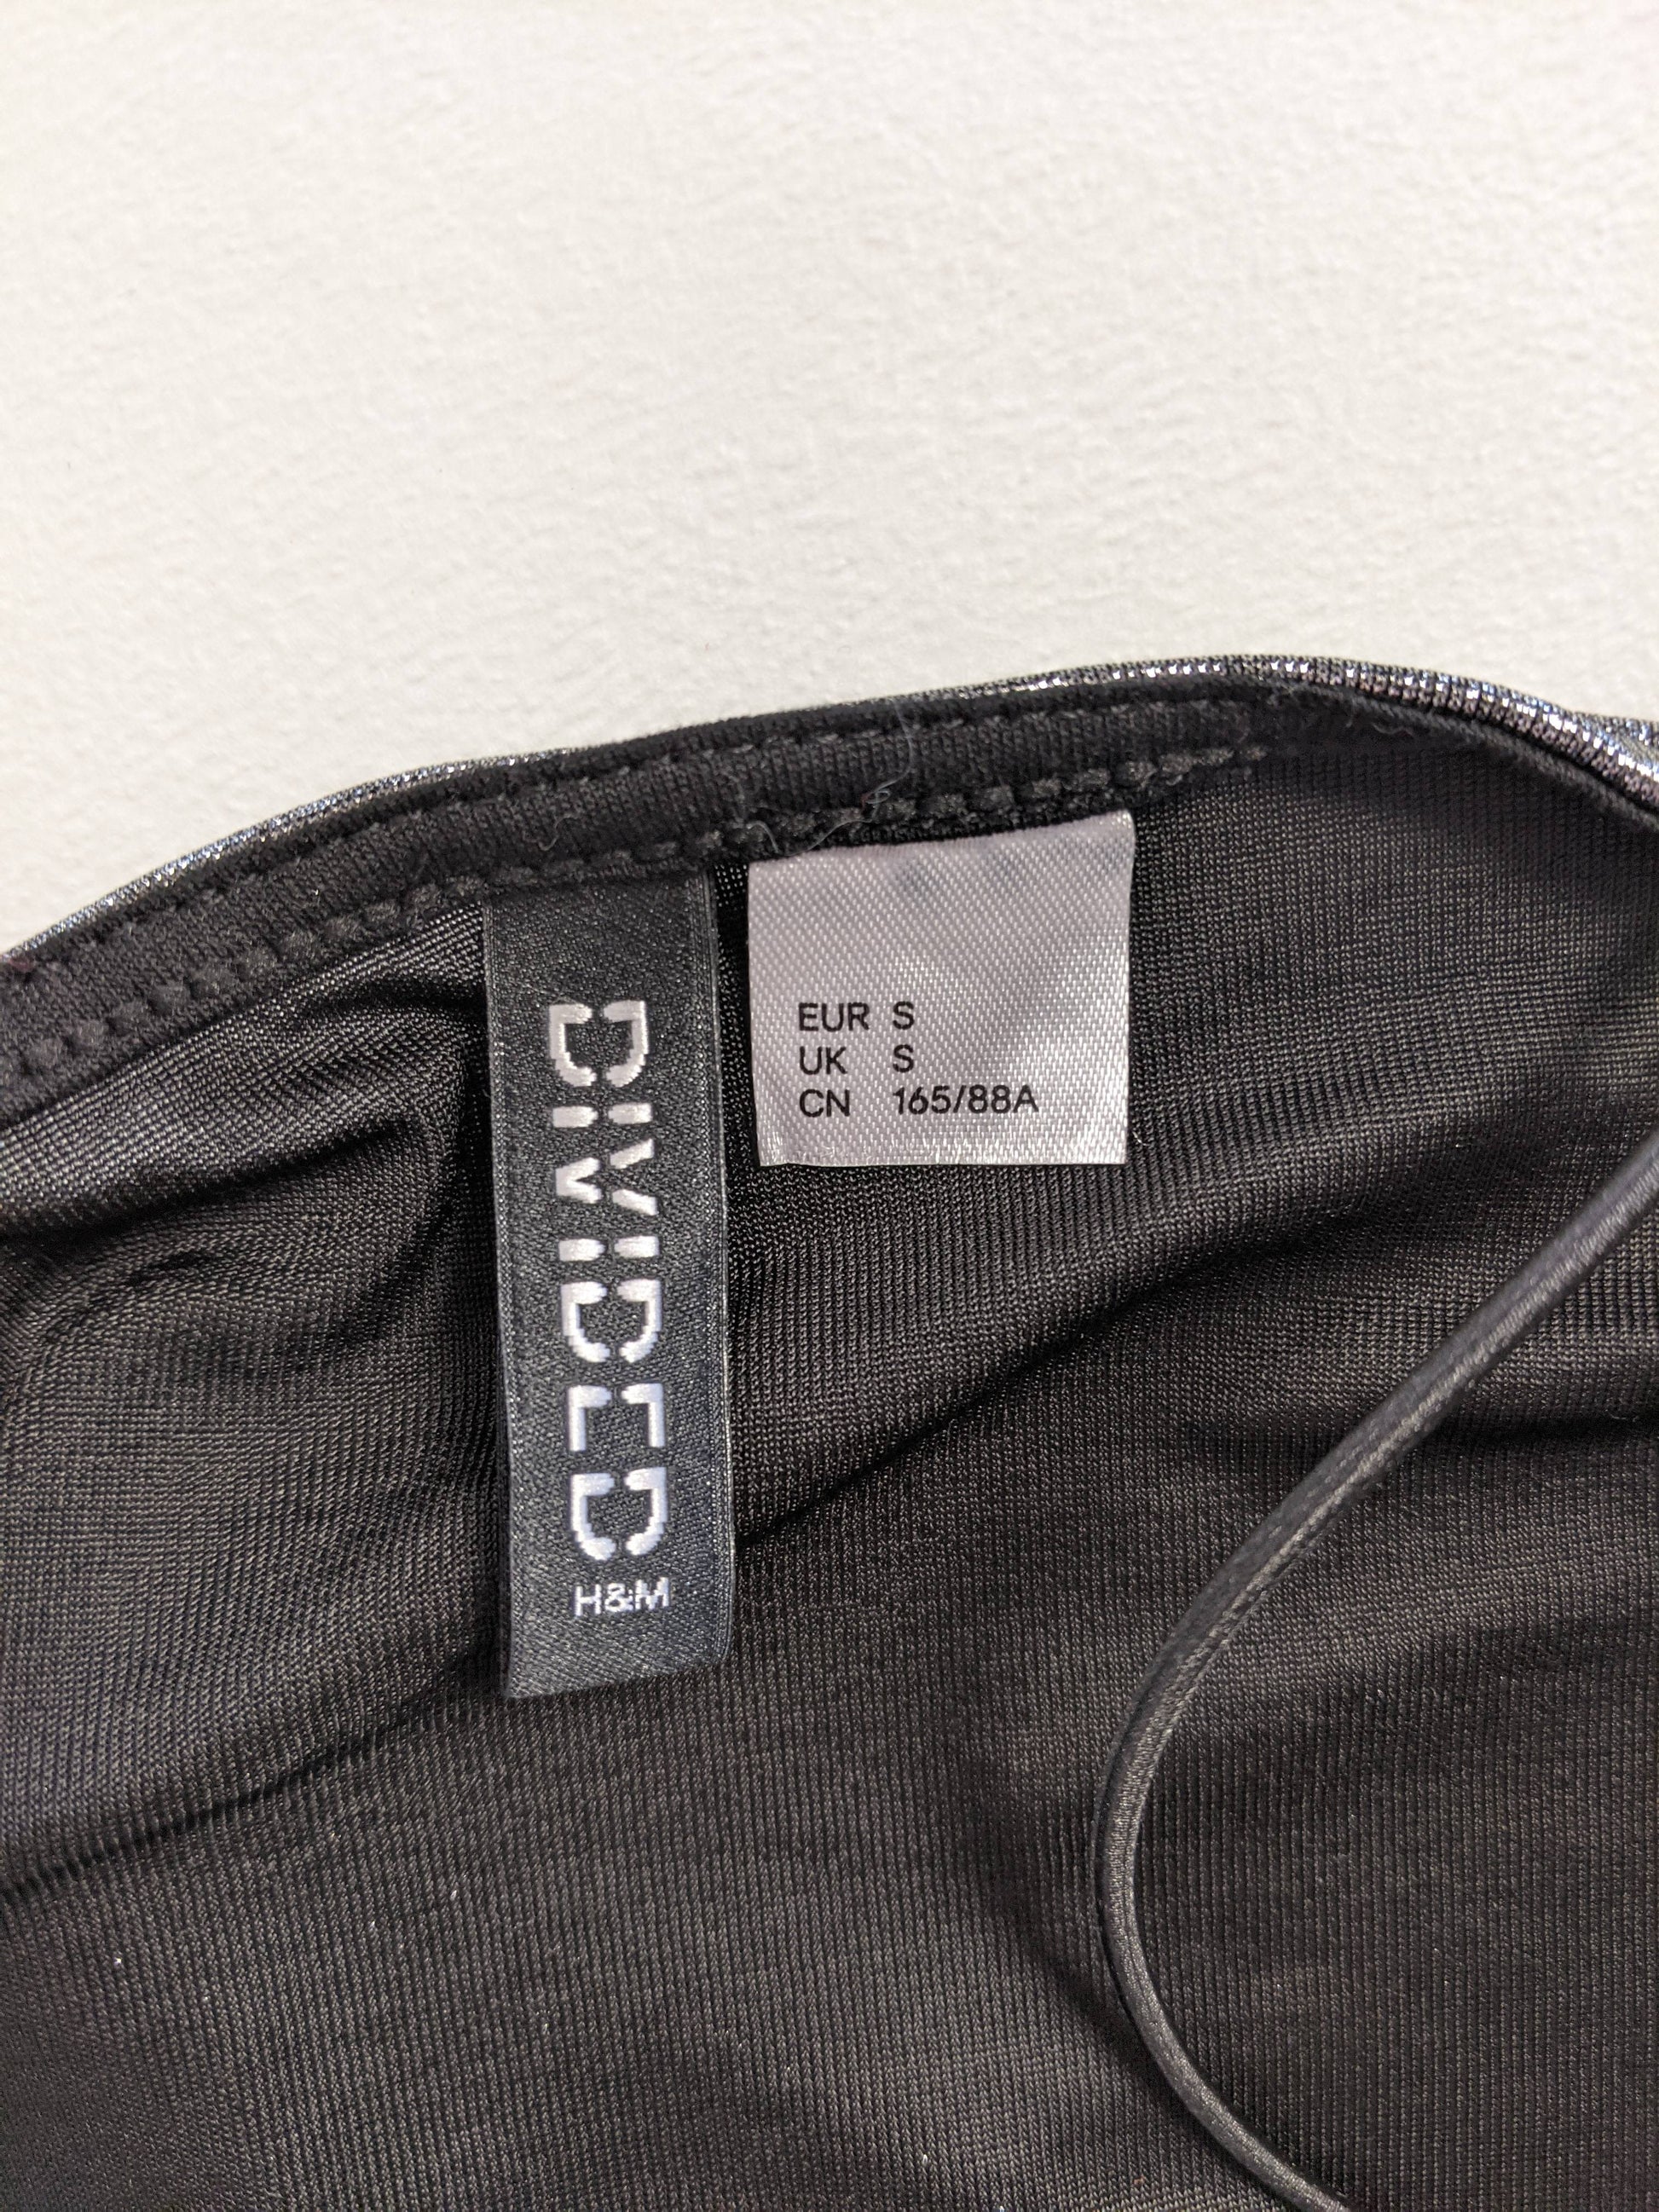 DIVIDED
H&M
EUR S
UK S
CN 165/88A